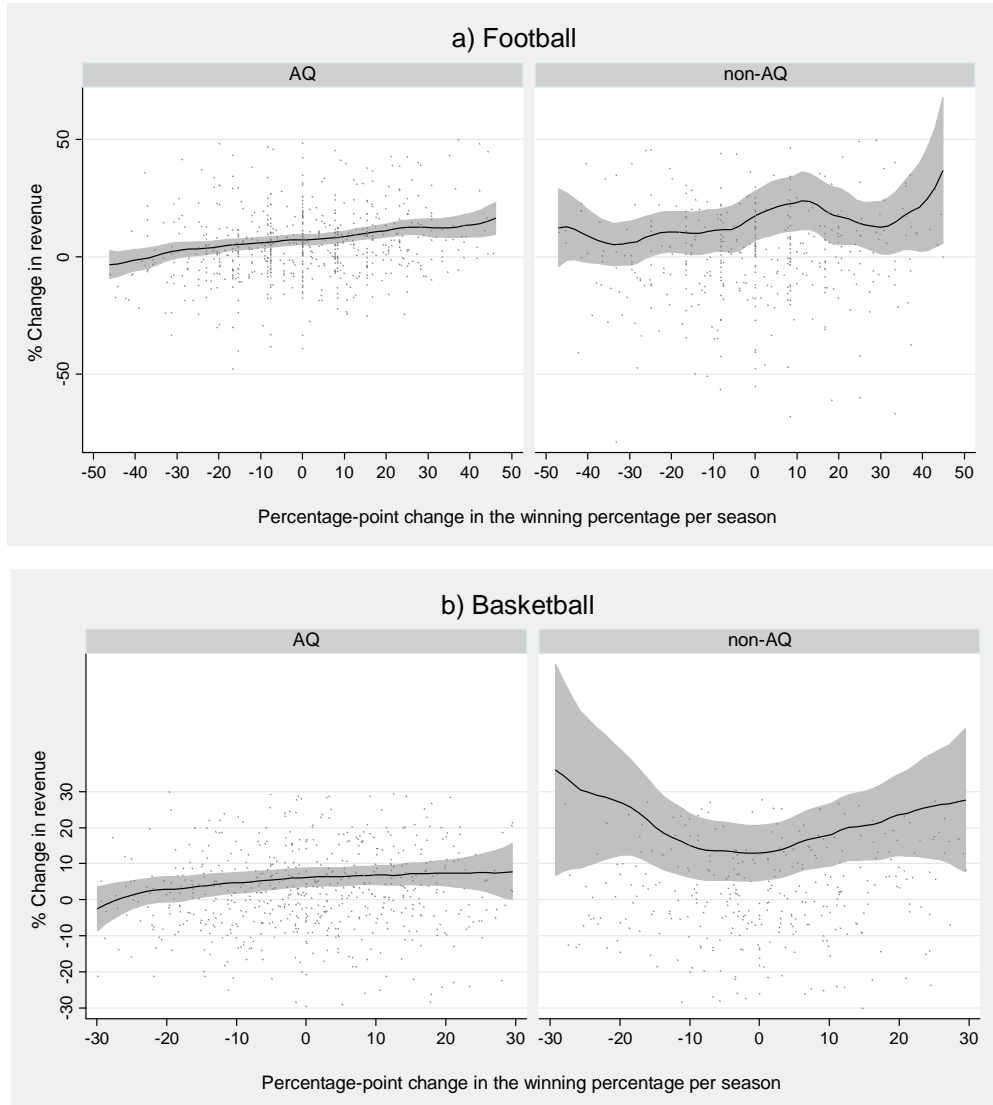 a) Football
AQ
non-AQ
% Change in revenue
50
0
-50
-50 -40 -30 -20 -10 0 10 20 30 40 50
-50 -40 -30 -20 -10 0 10 20 30 40 50
Percentage-point change in the winning percentage per season
b) Basketball
AQ
non-AQ
% Change in revenue
30
20
10
0
-10
-20
-30
-30 -20 -10 0 10 20 30
-30 -20 -10 0 10 20 30
Percentage-point change in the winning percentage per season